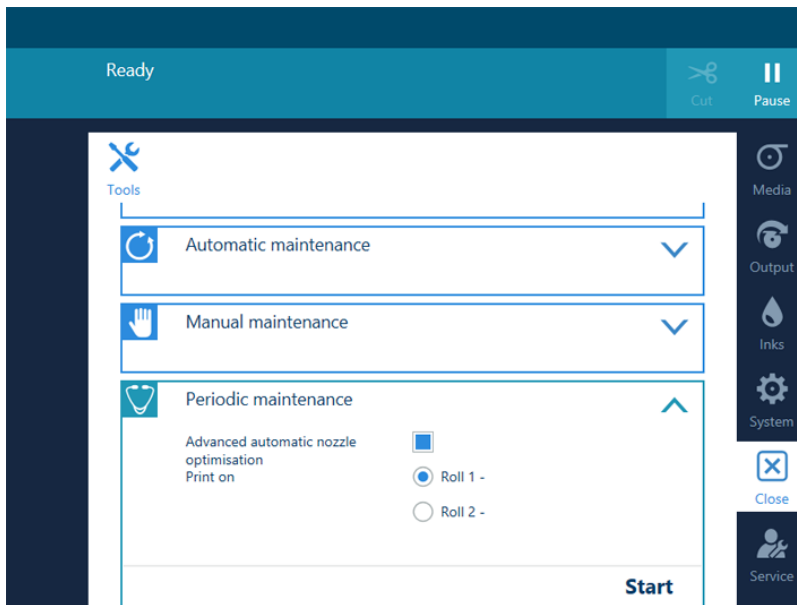 Ready
Cut
Pause
Tools
Media
Automatic maintenance
Output
Manual maintenance
Inks
Periodic maintenance
System
Advanced automatic nozzle
optimisation
Print on
Roll 1 -
Roll 2 -
Close
Start
Service